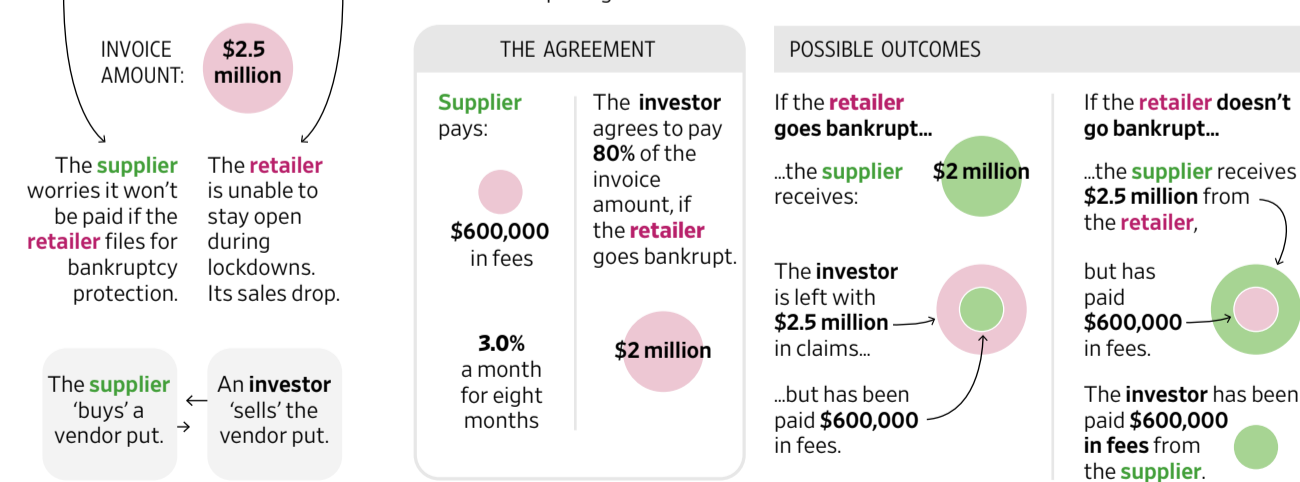 INVOICE
AMOUNT:
$2.5
million
The supplier
worries it won't
be paid if the
retailer files for
bankruptcy
protection.
The retailer
is unable to
stay open
during
lockdowns.
Its sales drop.
The supplier
‘buys’ a
vendor put.
An investor
‘sells’ the
vendor put.
THE AGREEMENT
Supplier
pays:
$600,000
in fees
3.0%
a month
for eight
months
The investor
agrees to pay
80% of the
invoice
amount, if
the retailer
goes bankrupt.
$2 million
POSSIBLE OUTCOMES
If the retailer
goes bankrupt...
...the supplier
receives:
$2 million
The investor
is left with
$2.5 million
in claims...
...but has been
paid $600,000
in fees.
If the retailer doesn’t
go bankrupt...
...the supplier receives
$2.5 million from
the retailer,
but has
paid
$600,000
in fees.
The investor has been
paid $600,000
in fees from
the supplier.